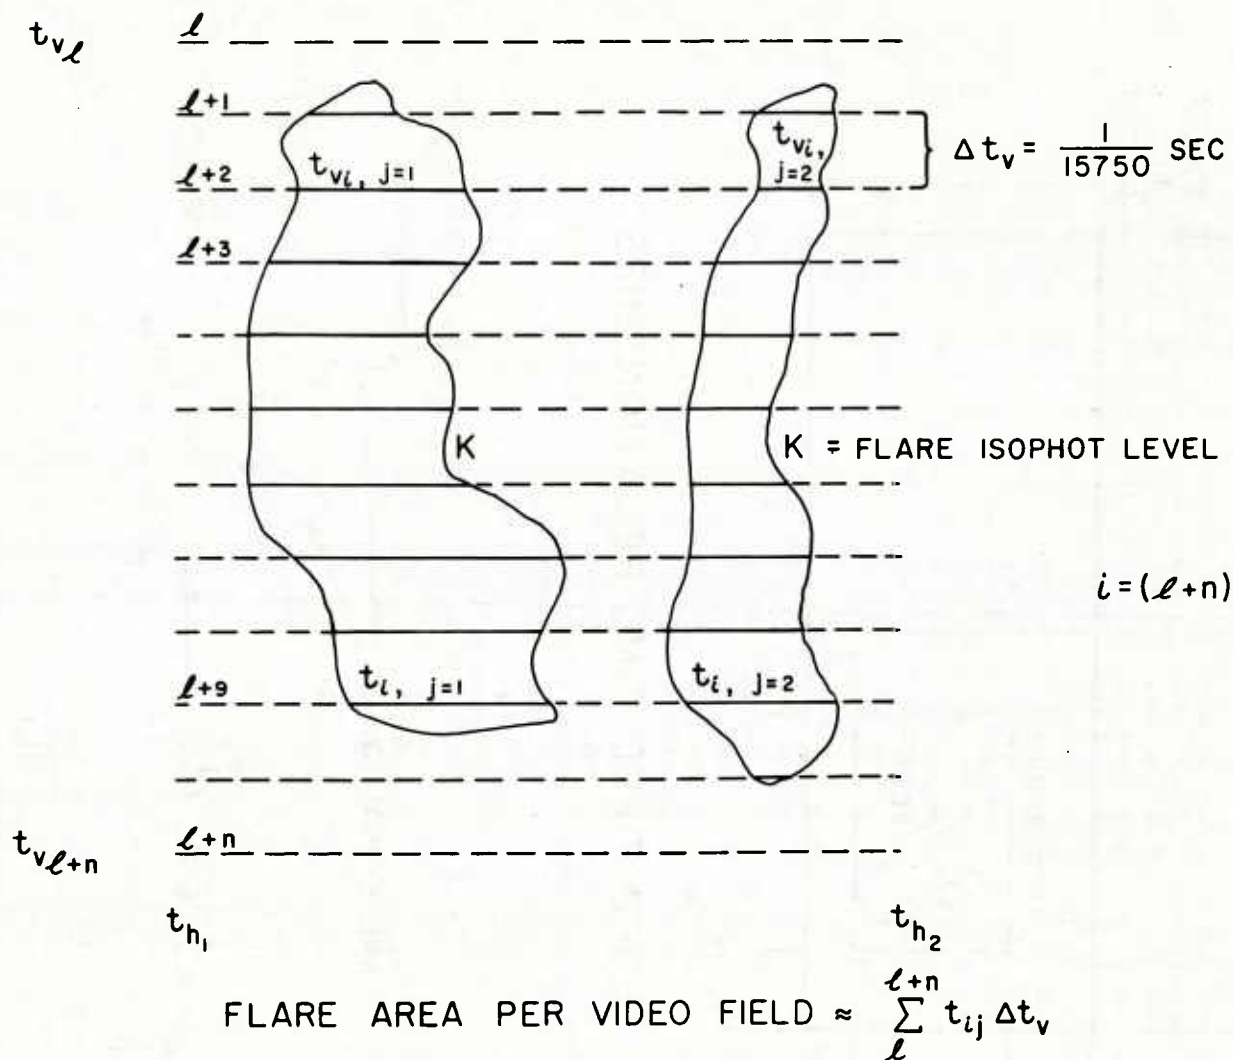 t_vℓ ℓ
ℓ+1
t_vi, j=1
t_vi, j=2
Δt_v = 1/15750 SEC
ℓ+2
ℓ+3
K
K = FLARE ISOPHOT LEVEL
i=(ℓ+n)
ℓ+9
t_i, j=1
t_i, j=2
t_vℓ+n ℓ+n
t_h₁ t_h₂
FLARE AREA PER VIDEO FIELD ≈ ∑_ℓ^ℓ+n t_ij Δt_v